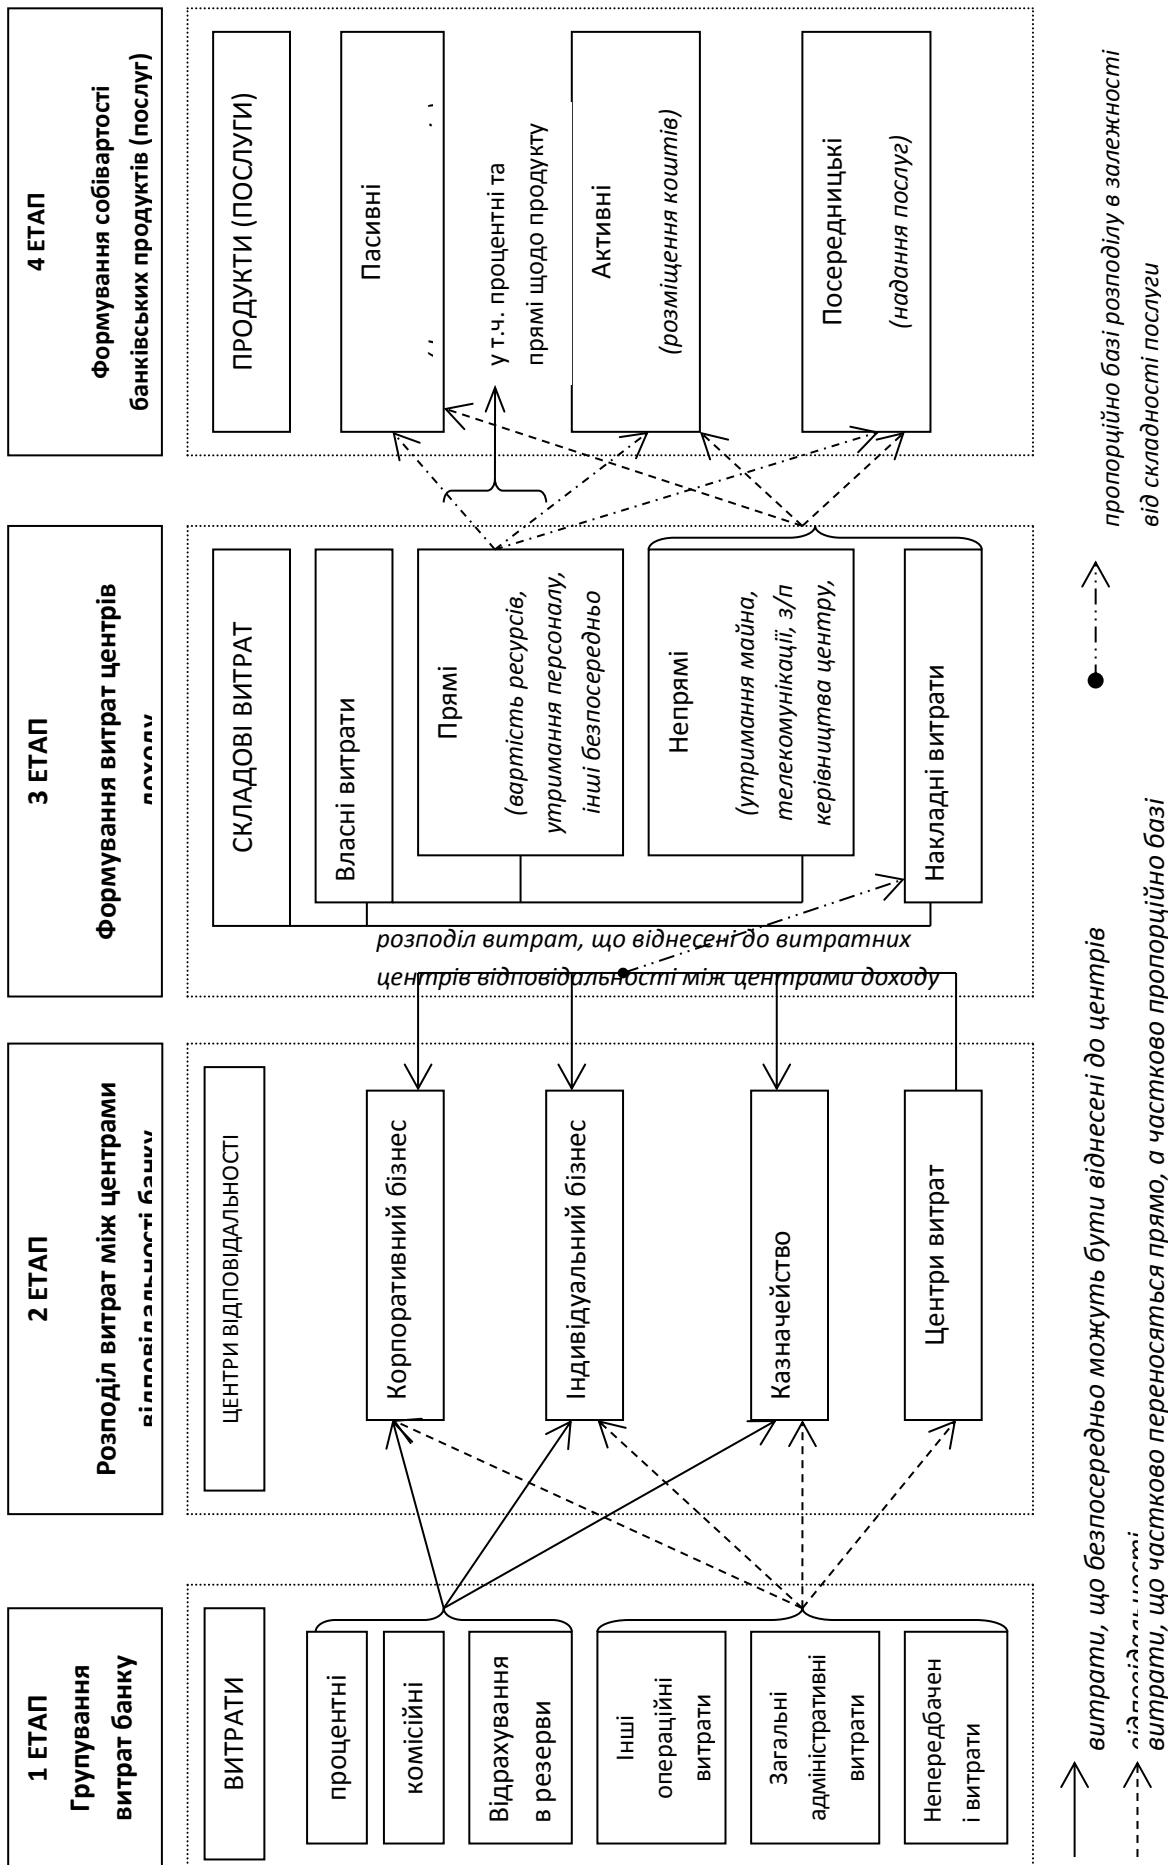 1 ЕТАП
Групування
витрат банку
ВИТРАТИ
процентні
комісійні
Відрахування
в резерви
Інші
операційні
витрати
Загальні
адміністративні
витрати
Непередбачен
і витрати
2 ЕТАП
Розподіл витрат між центрами
відповідальності банку
ЦЕНТРИ ВІДПОВІДАЛЬНОСТІ
Корпоративний бізнес
Індивідуальний бізнес
Казначейство
Центри витрат
3 ЕТАП
Формування витрат центрів
доходу
СКЛАДОВІ ВИТРАТ
Власні витрати
Прямі
(вартість ресурсів,
утримання персоналу,
інші безпосередньо
Непрямі
(утримання майна,
телекомунікації, з/п
керівництва центру,
Накладні витрати
розподіл витрат, що віднесені до витратних
центрів відповідальності між центрами доходу
4 ЕТАП
Формування собівартості
банківських продуктів (послуг)
ПРОДУКТИ (ПОСЛУГИ)
Пасивні
у т.ч. процентні та
прямі щодо продукту
Активні
(розміщення коштів)
Посередницькі
(надання послуг)
витрати, що безпосередньо можуть бути віднесені до центрів
відповідальності
витрати, що частково переносяться прямо, а частково пропорційно базі
пропорційно базі розподілу в залежності
від складності послуги